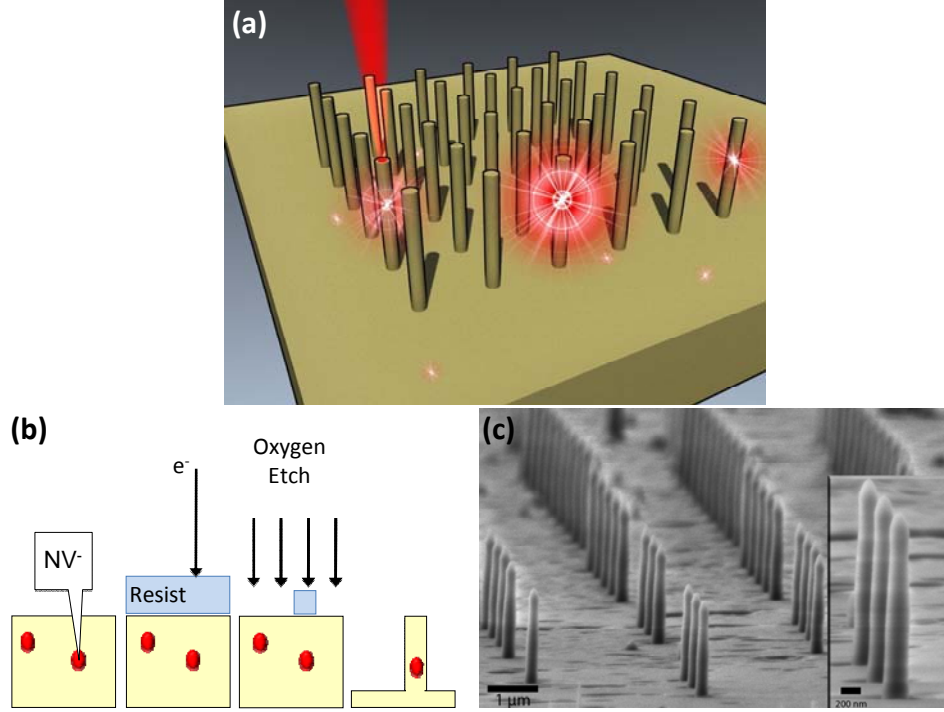 (a)
(b)
e⁻
Oxygen
Etch
NV⁻
Resist
(c)
1 µm
200 nm